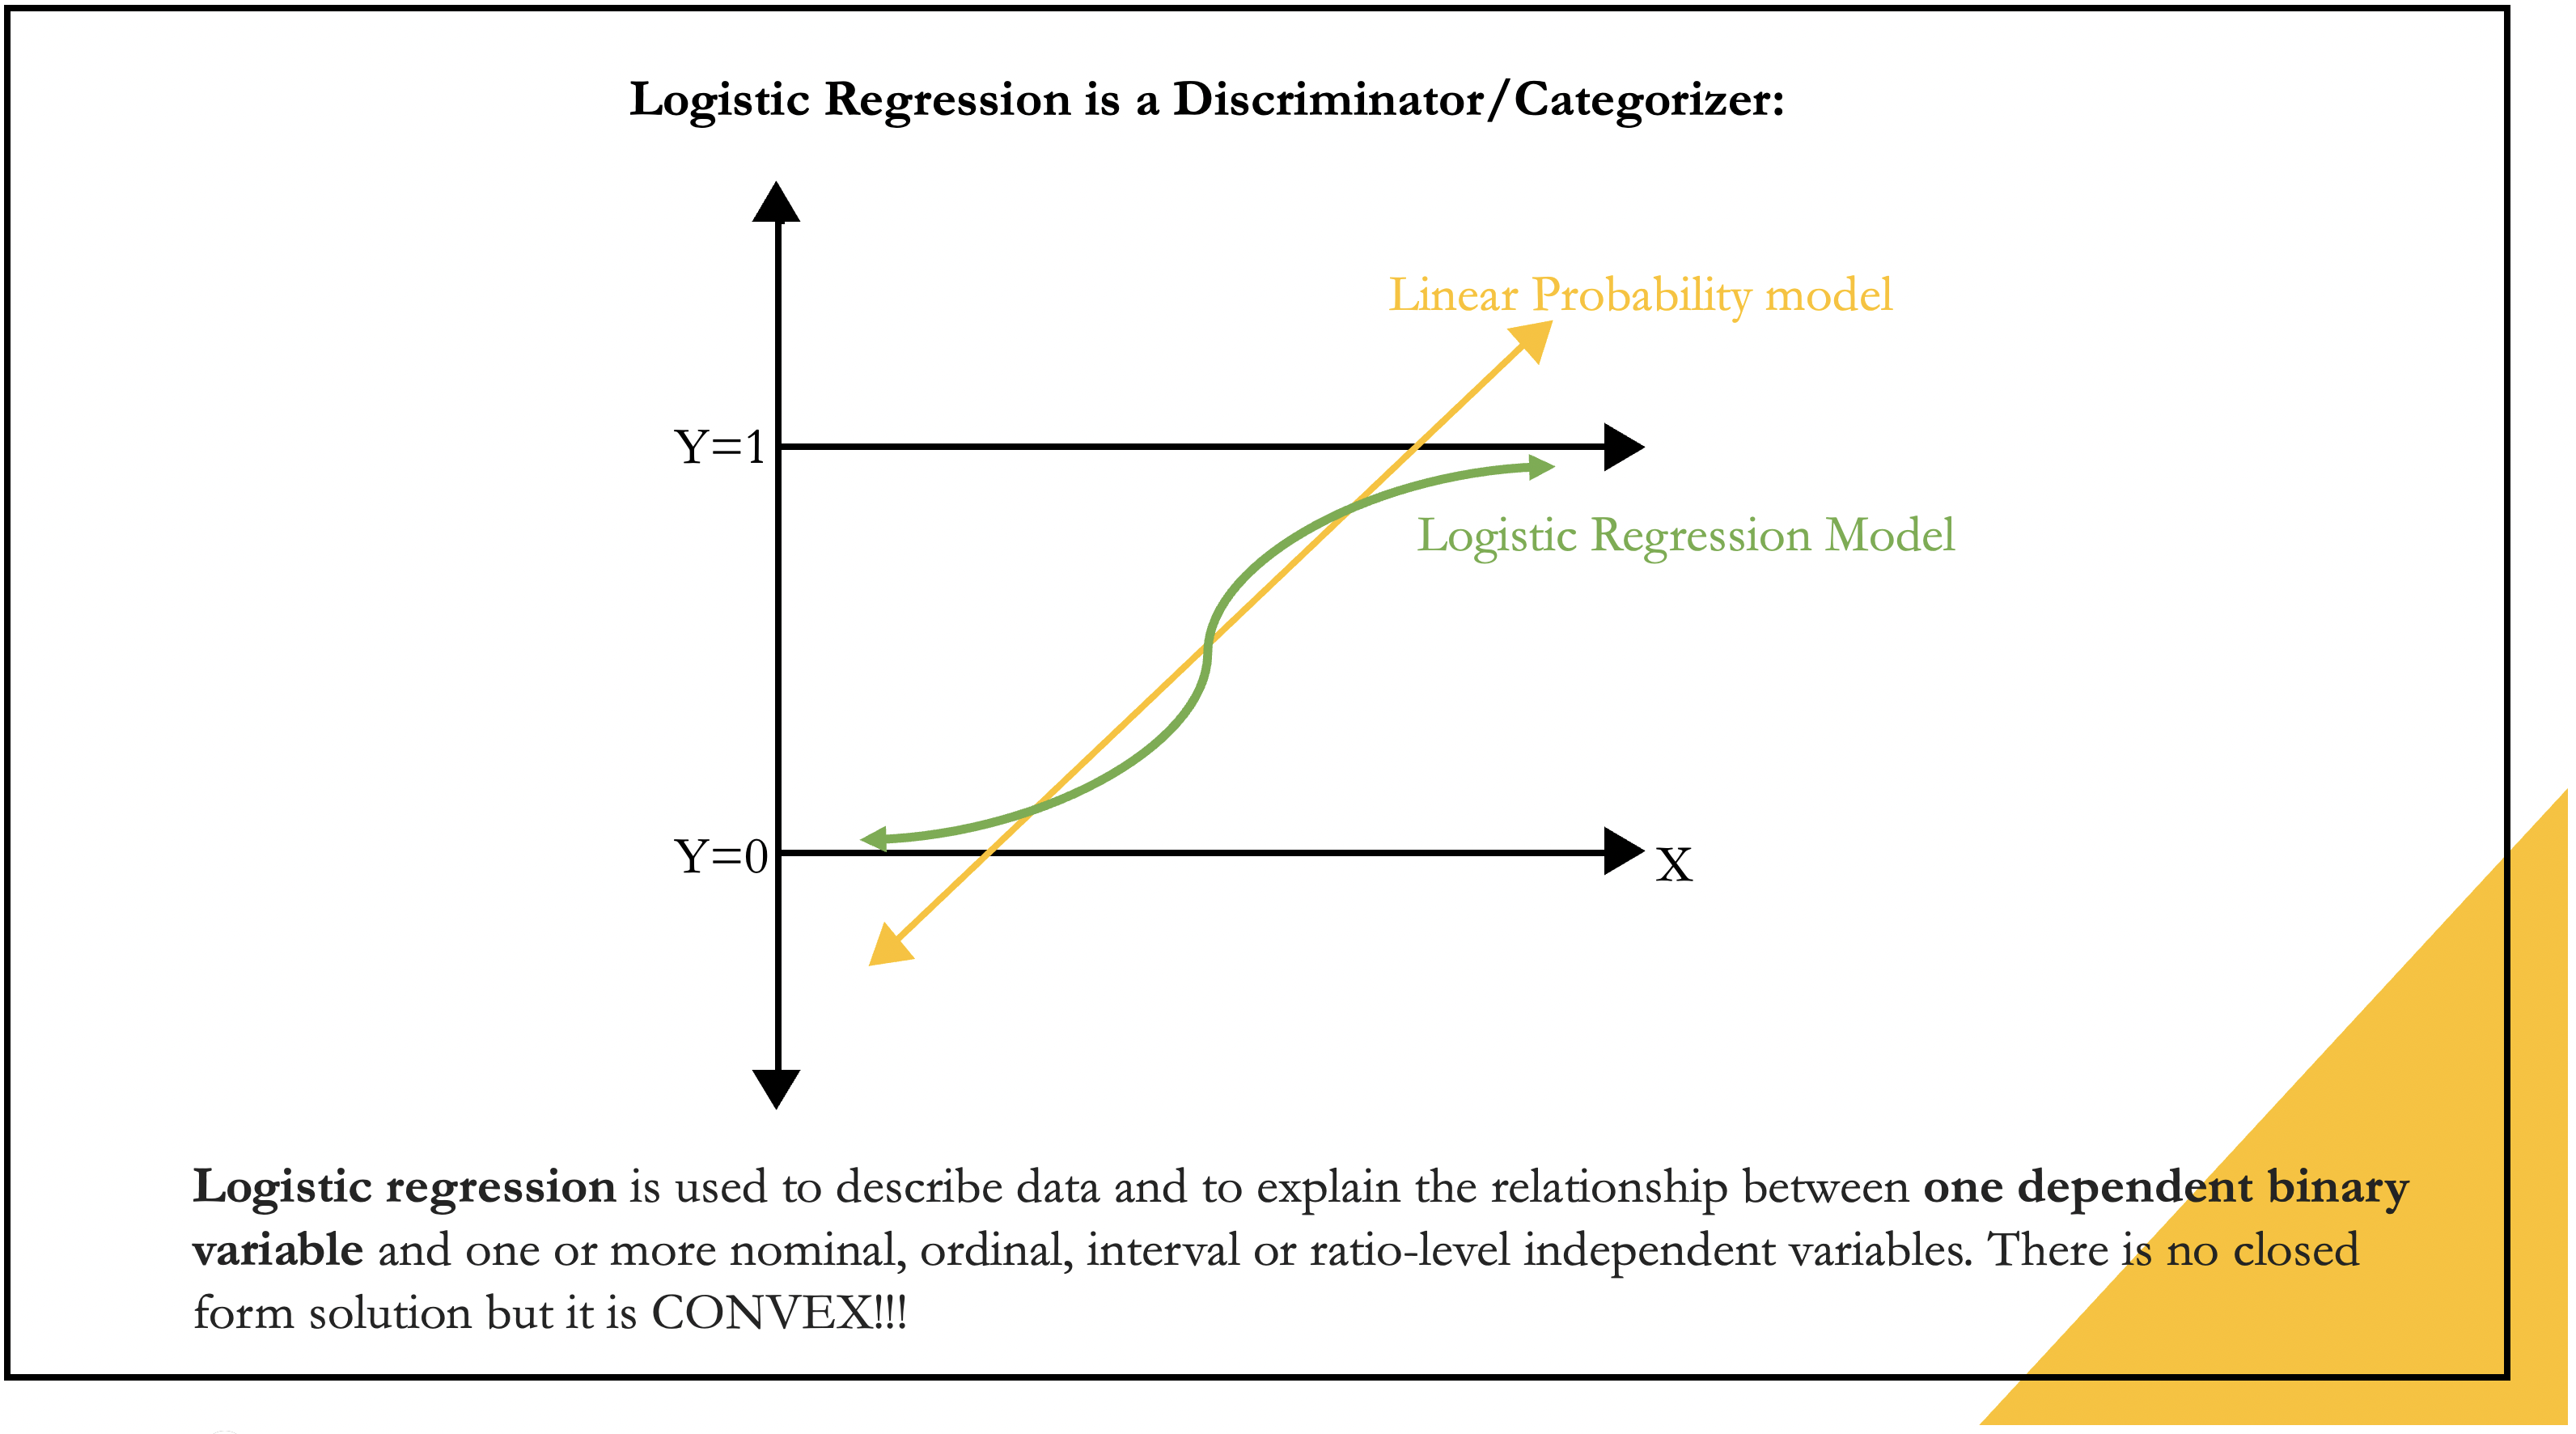 Logistic Regression is a Discriminator/Categorizer:
Linear Probability model
Y=1
Logistic Regression Model
Y=0
X
Logistic regression is used to describe data and to explain the relationship between one dependent binary
variable and one or more nominal, ordinal, interval or ratio-level independent variables. There is no closed
form solution but it is CONVEX!!!